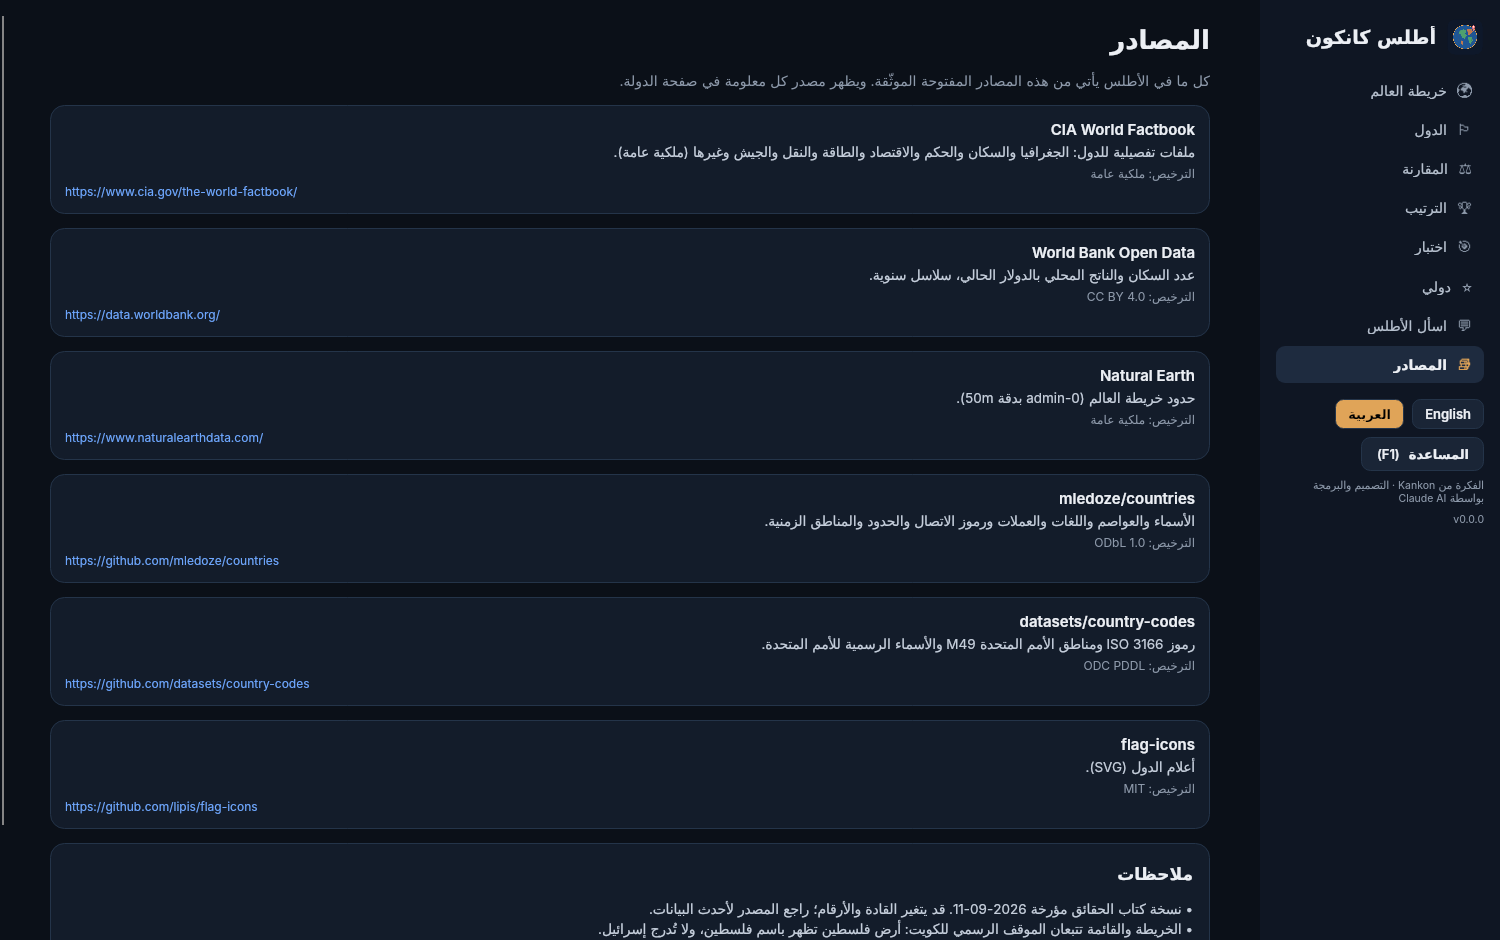 أطلس كانكون
خريطة العالم
الدول
المقارنة
الترتيب
اختبار
دولي
اسأل الأطلس
المصادر
English
العربية
المساعدة (F1)
الفكرة من Kankon · التصميم والبرمجة
بواسطة Claude AI
v0.0.0
المصادر
كل ما في الأطلس يأتي من هذه المصادر المفتوحة الموثّقة. ويظهر مصدر كل معلومة في صفحة الدولة.
CIA World Factbook
ملفات تفصيلية للدول: الجغرافيا والسكان والحكم والاقتصاد والطاقة والنقل والجيش وغيرها (ملكية عامة).
الترخيص: ملكية عامة
https://www.cia.gov/the-world-factbook/
World Bank Open Data
عدد السكان والناتج المحلي بالدولار الحالي، سلاسل سنوية.
الترخيص: CC BY 4.0
https://data.worldbank.org/
Natural Earth
حدود خريطة العالم (admin-0 بدقة 50m).
الترخيص: ملكية عامة
https://www.naturalearthdata.com/
mledoze/countries
الأسماء والعواصم واللغات والعملات ورموز الاتصال والحدود والمناطق الزمنية.
الترخيص: ODbL 1.0
https://github.com/mledoze/countries
datasets/country-codes
رموز ISO 3166 ومناطق الأمم المتحدة M49 والأسماء الرسمية للأمم المتحدة.
الترخيص: ODC PDDL
https://github.com/datasets/country-codes
flag-icons
أعلام الدول (SVG).
الترخيص: MIT
https://github.com/lipis/flag-icons
ملاحظات
• نسخة كتاب الحقائق مؤرخة 2026-09-11. قد يتغير القادة والأرقام؛ راجع المصدر لأحدث البيانات.
• الخريطة والقائمة تتبعان الموقف الرسمي للكويت: أرض فلسطين تظهر باسم فلسطين، ولا تُدرج إسرائيل.